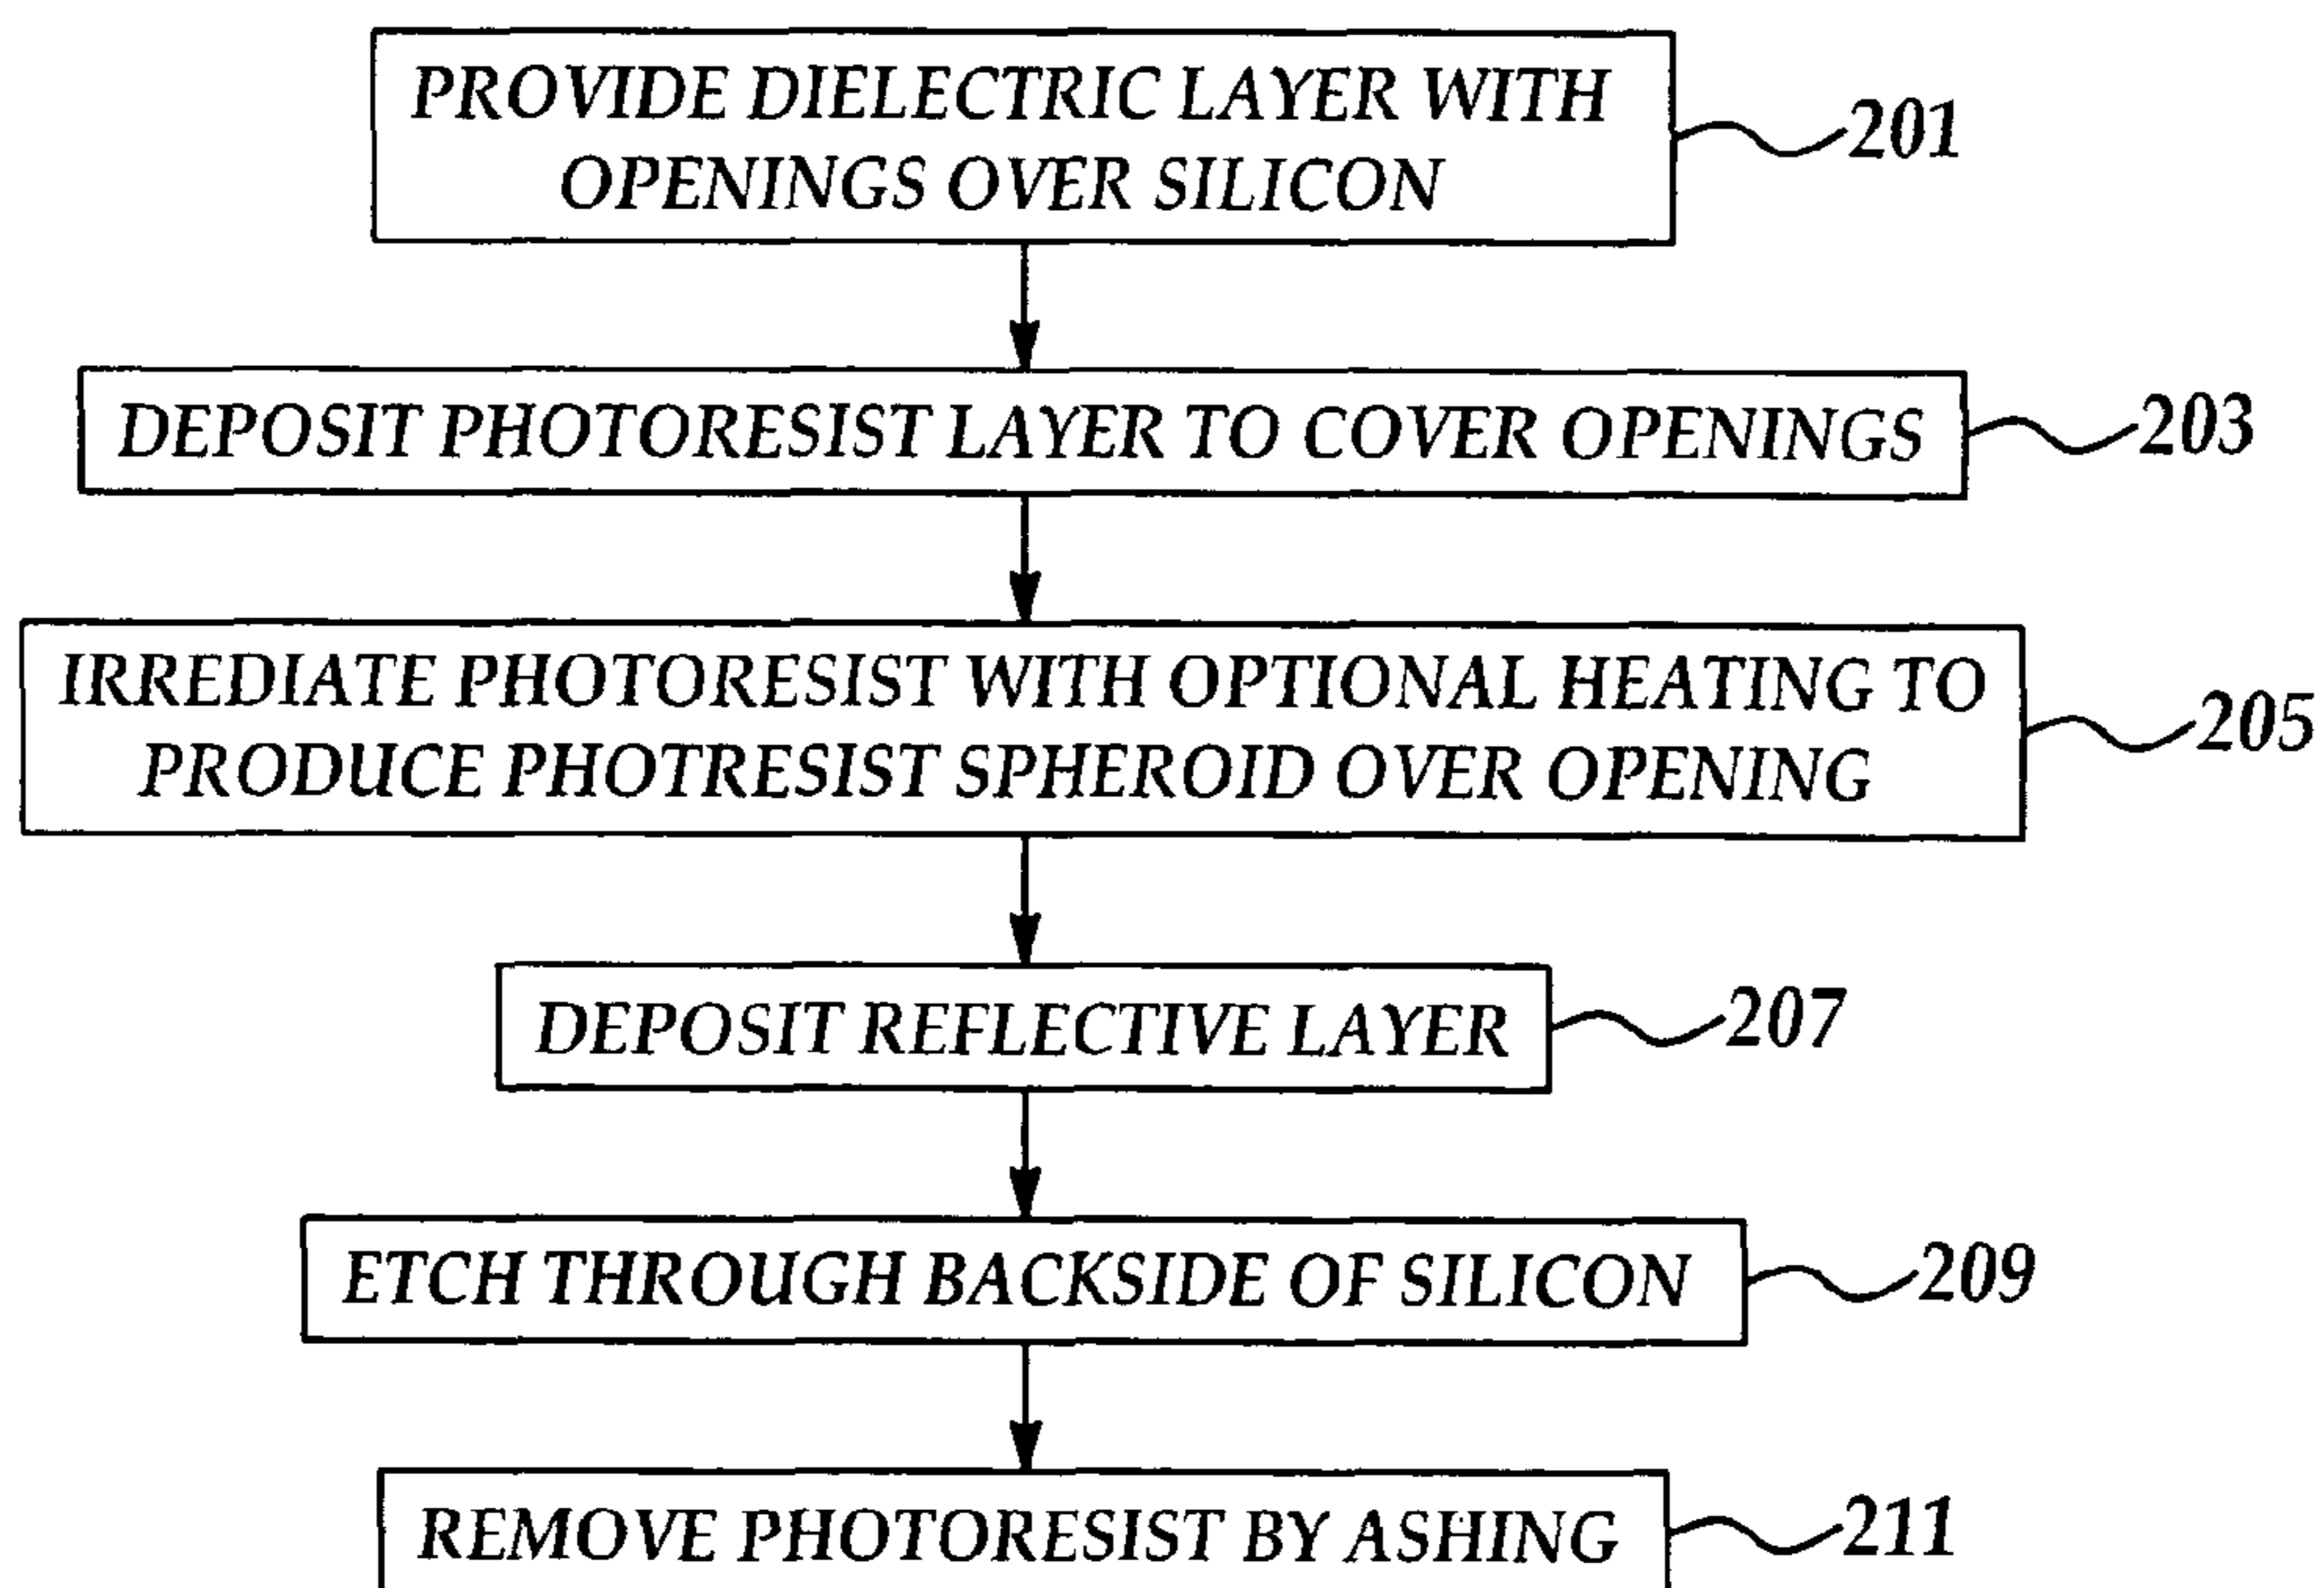 PROVIDE DIELECTRIC LAYER WITH
OPENINGS OVER SILICON
201
DEPOSIT PHOTORESIST LAYER TO COVER OPENINGS
203
IRREDIATE PHOTORESIST WITH OPTIONAL HEATING TO
PRODUCE PHOTRESIST SPHEROID OVER OPENING
205
DEPOSIT REFLECTIVE LAYER
207
ETCH THROUGH BACKSIDE OF SILICON
209
REMOVE PHOTORESIST BY ASHING
211